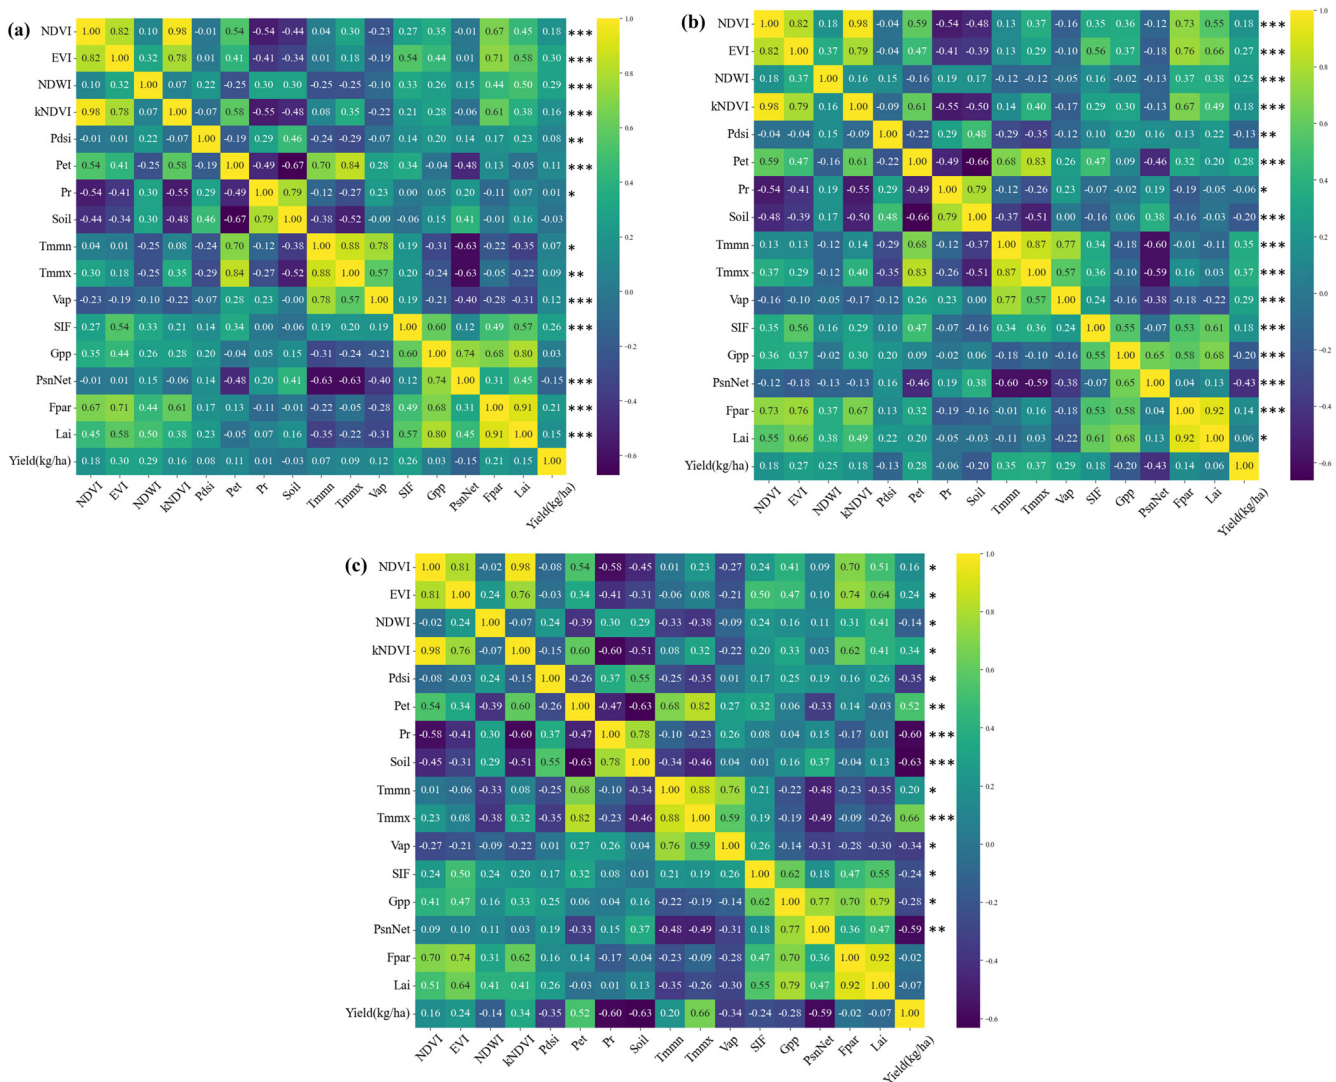 (a)
NDVI 1.00 0.82 0.10 0.98 -0.01 0.54 -0.54 -0.44 0.04 0.30 -0.23 0.27 0.35 -0.01 0.67 0.45 0.18 ***
EVI 0.82 1.00 0.32 0.78 0.01 0.41 -0.41 -0.34 0.01 0.18 -0.19 0.54 0.44 0.01 0.71 0.58 0.30 ***
NDWI 0.10 0.32 1.00 0.07 0.22 -0.25 0.30 0.30 -0.25 -0.25 -0.10 0.33 0.26 0.15 0.44 0.50 0.29 ***
kNDVI 0.98 0.78 0.07 1.00 -0.07 0.58 -0.55 -0.48 0.08 0.35 -0.22 0.21 0.28 -0.06 0.61 0.38 0.16 ***
Pdsi -0.01 0.01 0.22 -0.07 1.00 -0.19 0.29 0.46 -0.24 -0.29 -0.07 0.14 0.20 0.14 0.17 0.23 0.08 **
Pet 0.54 0.41 -0.25 0.58 -0.19 1.00 -0.49 -0.67 0.70 0.84 0.28 0.34 -0.04 -0.48 0.13 -0.05 0.11 ***
Pr -0.54 -0.41 0.30 -0.55 0.29 -0.49 1.00 0.79 -0.12 -0.27 0.23 0.00 0.05 0.20 -0.11 0.07 0.01 *
Soil -0.44 -0.34 0.30 -0.48 0.46 -0.67 0.79 1.00 -0.38 -0.52 -0.00 -0.06 0.15 0.41 -0.01 0.16 -0.03
Tmmn 0.04 0.01 -0.25 0.08 -0.24 0.70 -0.12 -0.38 1.00 0.88 0.78 0.19 -0.31 -0.63 -0.22 -0.35 0.07 *
Tmmx 0.30 0.18 -0.25 0.35 -0.29 0.84 -0.27 -0.52 0.88 1.00 0.57 0.20 -0.24 -0.63 -0.05 -0.22 0.09 **
Vap -0.23 -0.19 -0.10 -0.22 -0.07 0.28 0.23 -0.00 0.78 0.57 1.00 0.19 -0.21 -0.40 -0.28 -0.31 0.12 ***
SIF 0.27 0.54 0.33 0.21 0.14 0.34 0.00 -0.06 0.19 0.20 0.19 1.00 0.60 0.12 0.49 0.57 0.26 ***
Gpp 0.35 0.44 0.26 0.28 0.20 -0.04 0.05 0.15 -0.31 -0.24 -0.21 0.60 1.00 0.74 0.68 0.80 0.03
PsnNet -0.01 0.01 0.15 -0.06 0.14 -0.48 0.20 0.41 -0.63 -0.63 -0.40 0.12 0.74 1.00 0.31 0.45 -0.15 ***
Fpar 0.67 0.71 0.44 0.61 0.17 0.13 -0.11 -0.01 -0.22 -0.05 -0.28 0.49 0.68 0.31 1.00 0.91 0.21 ***
Lai 0.45 0.58 0.50 0.38 0.23 -0.05 0.07 0.16 -0.35 -0.22 -0.31 0.57 0.80 0.45 0.91 1.00 0.15 ***
Yield(kg/ha) 0.18 0.30 0.29 0.16 0.08 0.11 0.01 -0.03 0.07 0.09 0.12 0.26 0.03 -0.15 0.21 0.15 1.00
NDVI EVI NDWI kNDVI Pdsi Pet Pr Soil Tmmn Tmmx Vap SIF Gpp PsnNet Fpar Lai Yield(kg/ha)
1.0
0.8
0.6
0.4
0.2
0.0
-0.2
-0.4
-0.6
(b)
NDVI 1.00 0.82 0.18 0.98 -0.04 0.59 -0.54 -0.48 0.13 0.37 -0.16 0.35 0.36 -0.12 0.73 0.55 0.18 ***
EVI 0.82 1.00 0.37 0.79 -0.04 0.47 -0.41 -0.39 0.13 0.29 -0.10 0.56 0.37 -0.18 0.76 0.66 0.27 ***
NDWI 0.18 0.37 1.00 0.16 0.15 -0.16 0.19 0.17 -0.12 -0.12 -0.05 0.16 -0.02 -0.13 0.37 0.38 0.25 ***
kNDVI 0.98 0.79 0.16 1.00 -0.09 0.61 -0.55 -0.50 0.14 0.40 -0.17 0.29 0.30 -0.13 0.67 0.49 0.18 ***
Pdsi -0.04 -0.04 0.15 -0.09 1.00 -0.22 0.29 0.48 -0.29 -0.35 -0.12 0.10 0.20 0.16 0.13 0.22 -0.13 **
Pet 0.59 0.47 -0.16 0.61 -0.22 1.00 -0.49 -0.66 0.68 0.83 0.26 0.47 0.09 -0.46 0.32 0.20 0.28 ***
Pr -0.54 -0.41 0.19 -0.55 0.29 -0.49 1.00 0.79 -0.12 -0.26 0.23 -0.07 -0.02 0.19 -0.19 -0.05 -0.06 *
Soil -0.48 -0.39 0.17 -0.50 0.48 -0.66 0.79 1.00 -0.37 -0.51 0.00 -0.16 0.06 0.38 -0.16 -0.03 -0.20 ***
Tmmn 0.13 0.13 -0.12 0.14 -0.29 0.68 -0.12 -0.37 1.00 0.87 0.77 0.34 -0.18 -0.60 -0.01 -0.11 0.35 ***
Tmmx 0.37 0.29 -0.12 0.40 -0.35 0.83 -0.26 -0.51 0.87 1.00 0.57 0.36 -0.10 -0.59 0.16 0.03 0.37 ***
Vap -0.16 -0.10 -0.05 -0.17 -0.12 0.26 0.23 0.00 0.77 0.57 1.00 0.24 -0.16 -0.38 -0.18 -0.22 0.29 ***
SIF 0.35 0.56 0.16 0.29 0.10 0.47 -0.07 -0.16 0.34 0.36 0.24 1.00 0.55 -0.07 0.53 0.61 0.18 ***
Gpp 0.36 0.37 -0.02 0.30 0.20 0.09 -0.02 0.06 -0.18 -0.10 -0.16 0.55 1.00 0.65 0.58 0.68 -0.20 ***
PsnNet -0.12 -0.18 -0.13 -0.13 0.16 -0.46 0.19 0.38 -0.60 -0.59 -0.38 -0.07 0.65 1.00 0.04 0.13 -0.43 ***
Fpar 0.73 0.76 0.37 0.67 0.13 0.32 -0.19 -0.16 -0.01 0.16 -0.18 0.53 0.58 0.04 1.00 0.92 0.14 ***
Lai 0.55 0.66 0.38 0.49 0.22 0.20 -0.05 -0.03 -0.11 0.03 -0.22 0.61 0.68 0.13 0.92 1.00 0.06 *
Yield(kg/ha) 0.18 0.27 0.25 0.18 -0.13 0.28 -0.06 -0.20 0.35 0.37 0.29 0.18 -0.20 -0.43 0.14 0.06 1.00
NDVI EVI NDWI kNDVI Pdsi Pet Pr Soil Tmmn Tmmx Vap SIF Gpp PsnNet Fpar Lai Yield(kg/ha)
1.0
0.8
0.6
0.4
0.2
0.0
-0.2
-0.4
-0.6
(c)
NDVI 1.00 0.81 -0.02 0.98 -0.08 0.54 -0.58 -0.45 0.01 0.23 -0.27 0.24 0.41 0.09 0.70 0.51 0.16 *
EVI 0.81 1.00 0.24 0.76 -0.03 0.34 -0.41 -0.31 -0.06 0.08 -0.21 0.50 0.47 0.10 0.74 0.64 0.24 *
NDWI -0.02 0.24 1.00 -0.07 0.24 -0.39 0.30 0.29 -0.33 -0.38 -0.09 0.24 0.16 0.11 0.31 0.41 -0.14 *
kNDVI 0.98 0.76 -0.07 1.00 -0.15 0.60 -0.60 -0.51 0.08 0.32 -0.22 0.20 0.33 0.03 0.62 0.41 0.34 *
Pdsi -0.08 -0.03 0.24 -0.15 1.00 -0.26 0.37 0.55 -0.25 -0.35 0.01 0.17 0.25 0.19 0.16 0.26 -0.35 *
Pet 0.54 0.34 -0.39 0.60 -0.26 1.00 -0.47 -0.63 0.68 0.82 0.27 0.32 0.06 -0.33 0.14 -0.03 0.52 **
Pr -0.58 -0.41 0.30 -0.60 0.37 -0.47 1.00 0.78 -0.10 -0.23 0.26 0.08 0.04 0.15 -0.17 0.01 -0.60 ***
Soil -0.45 -0.31 0.29 -0.51 0.55 -0.63 0.78 1.00 -0.34 -0.46 0.04 0.01 0.16 0.37 -0.04 0.13 -0.63 ***
Tmmn 0.01 -0.06 -0.33 0.08 -0.25 0.68 -0.10 -0.34 1.00 0.88 0.76 0.21 -0.22 -0.48 -0.23 -0.35 0.20 *
Tmmx 0.23 0.08 -0.38 0.32 -0.35 0.82 -0.23 -0.46 0.88 1.00 0.59 0.19 -0.19 -0.49 -0.09 -0.26 0.66 ***
Vap -0.27 -0.21 -0.09 -0.22 0.01 0.27 0.26 0.04 0.76 0.59 1.00 0.26 -0.14 -0.31 -0.28 -0.30 -0.34 *
SIF 0.24 0.50 0.24 0.20 0.17 0.32 0.08 0.01 0.21 0.19 0.26 1.00 0.62 0.18 0.47 0.55 -0.24 *
Gpp 0.41 0.47 0.16 0.33 0.25 0.06 0.04 0.16 -0.22 -0.19 -0.14 0.62 1.00 0.77 0.70 0.79 -0.28 *
PsnNet 0.09 0.10 0.11 0.03 0.19 -0.33 0.15 0.37 -0.48 -0.49 -0.31 0.18 0.77 1.00 0.36 0.47 -0.59 **
Fpar 0.70 0.74 0.31 0.62 0.16 0.14 -0.17 -0.04 -0.23 -0.09 -0.28 0.47 0.70 0.36 1.00 0.92 -0.02
Lai 0.51 0.64 0.41 0.41 0.26 -0.03 0.01 0.13 -0.35 -0.26 -0.30 0.55 0.79 0.47 0.92 1.00 -0.07
Yield(kg/ha) 0.16 0.24 -0.14 0.34 -0.35 0.52 -0.60 -0.63 0.20 0.66 -0.34 -0.24 -0.28 -0.59 -0.02 -0.07 1.00
NDVI EVI NDWI kNDVI Pdsi Pet Pr Soil Tmmn Tmmx Vap SIF Gpp PsnNet Fpar Lai Yield(kg/ha)
1.0
0.8
0.6
0.4
0.2
0.0
-0.2
-0.4
-0.6